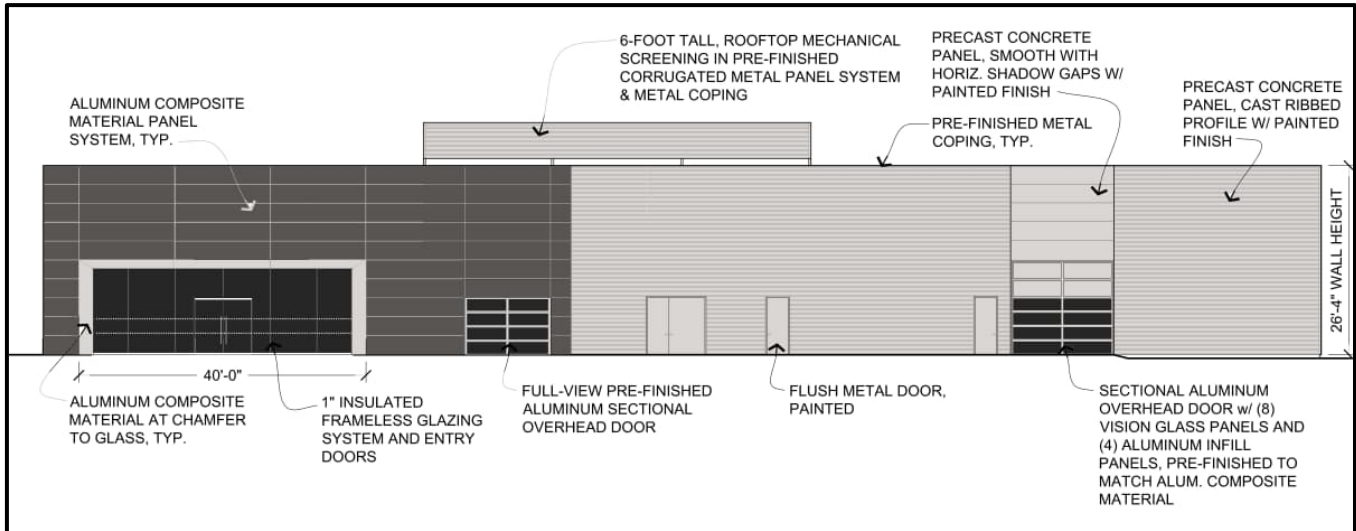 6-FOOT TALL, ROOFTOP MECHANICAL
SCREENING IN PRE-FINISHED
CORRUGATED METAL PANEL SYSTEM
& METAL COPING
PRECAST CONCRETE
PANEL, SMOOTH WITH
HORIZ. SHADOW GAPS W/
PAINTED FINISH
PRECAST CONCRETE
PANEL, CAST RIBBED
PROFILE W/ PAINTED
FINISH
ALUMINUM COMPOSITE
MATERIAL PANEL
SYSTEM, TYP.
PRE-FINISHED METAL
COPING, TYP.
26'-4" WALL HEIGHT
40'-0"
ALUMINUM COMPOSITE
MATERIAL AT CHAMFER
TO GLASS, TYP.
1" INSULATED
FRAMELESS GLAZING
SYSTEM AND ENTRY
DOORS
FULL-VIEW PRE-FINISHED
ALUMINUM SECTIONAL
OVERHEAD DOOR
FLUSH METAL DOOR,
PAINTED
SECTIONAL ALUMINUM
OVERHEAD DOOR w/ (8)
VISION GLASS PANELS AND
(4) ALUMINUM INFILL
PANELS, PRE-FINISHED TO
MATCH ALUM. COMPOSITE
MATERIAL